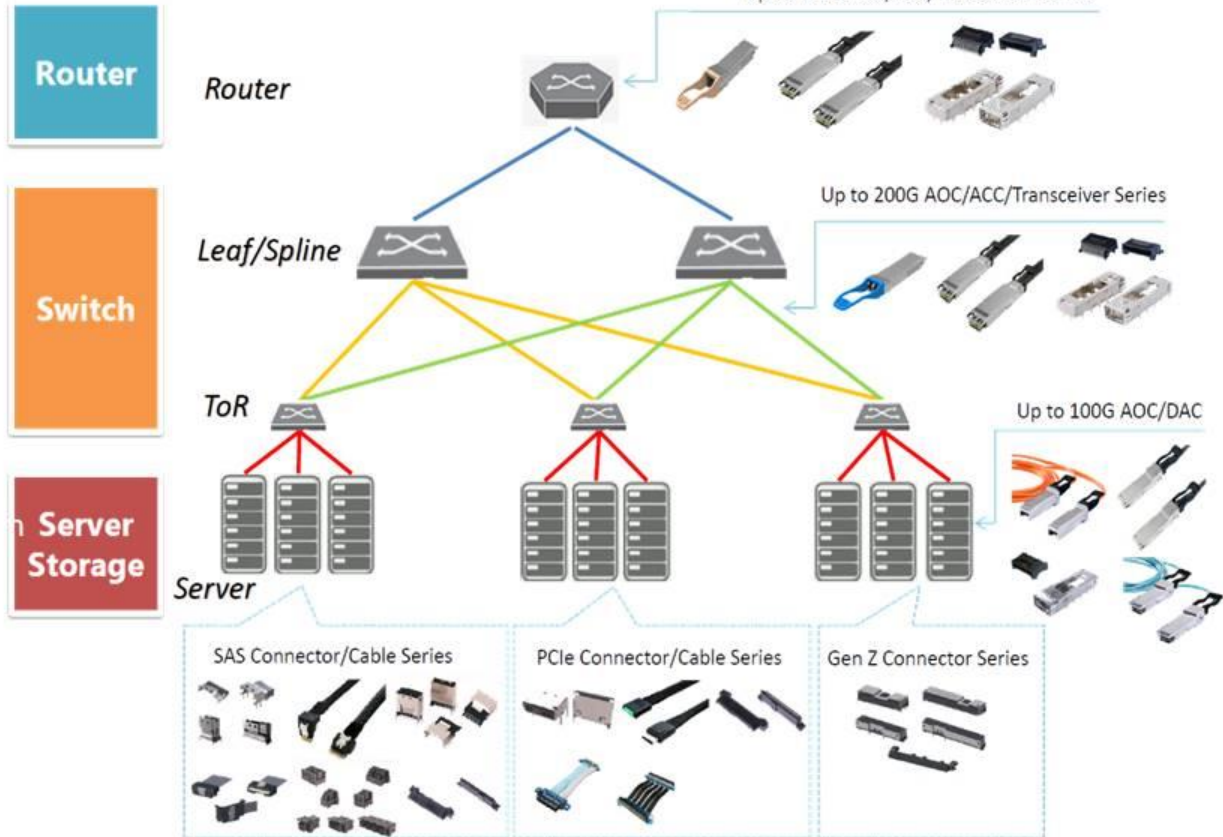 Router
Router
Up to 200G AOC/ACC/Transceiver Series
Leaf/Spline
Switch
ToR
Up to 100G AOC/DAC
Server
Storage
Server
SAS Connector/Cable Series
PCIe Connector/Cable Series
Gen Z Connector Series